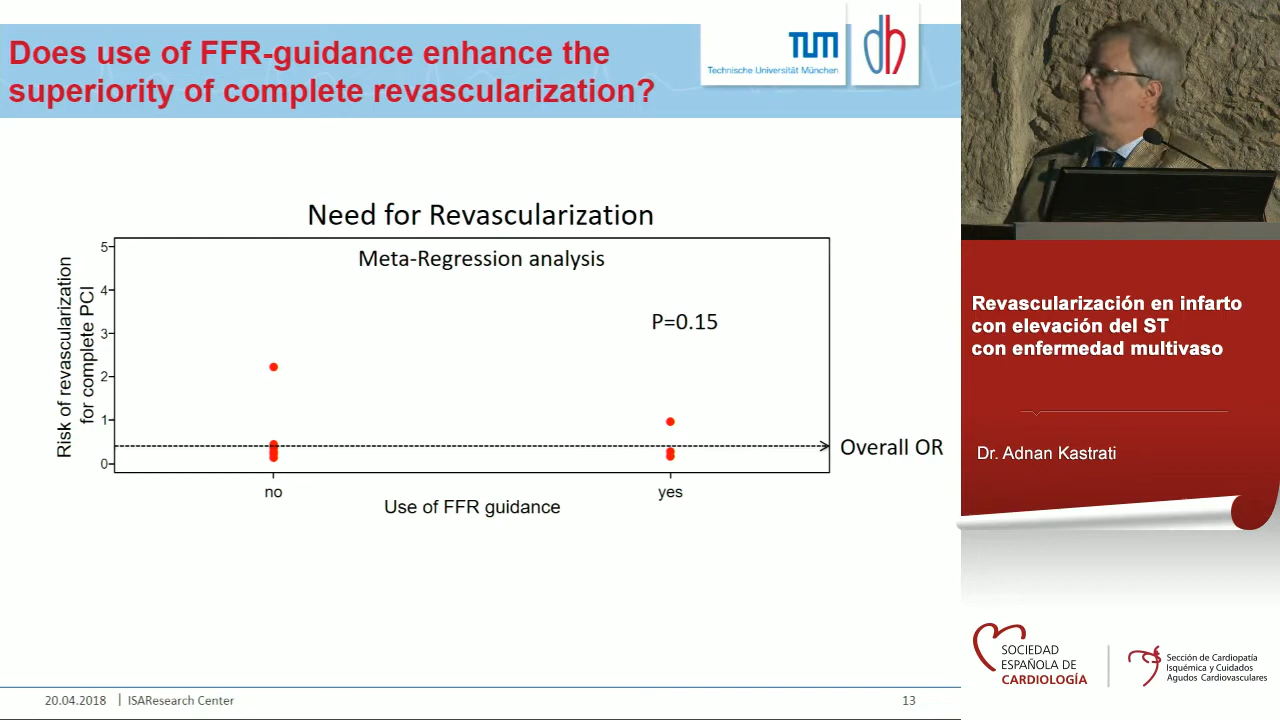 Does use of FFR-guidance enhance the
superiority of complete revascularization?
TUM
Technische Universität München
dh
Need for Revascularization
Meta-Regression analysis
P=0.15
Risk of revascularization
for complete PCI
5
4
3
2
1
0
Overall OR
no
yes
Use of FFR guidance
20.04.2018 | ISAResearch Center
13
Revascularización en infarto
con elevación del ST
con enfermedad multivaso
Dr. Adnan Kastrati
SOCIEDAD
ESPAÑOLA DE
CARDIOLOGÍA
Sección de Cardiopatía
Isquémica y Cuidados
Agudos Cardiovasculares